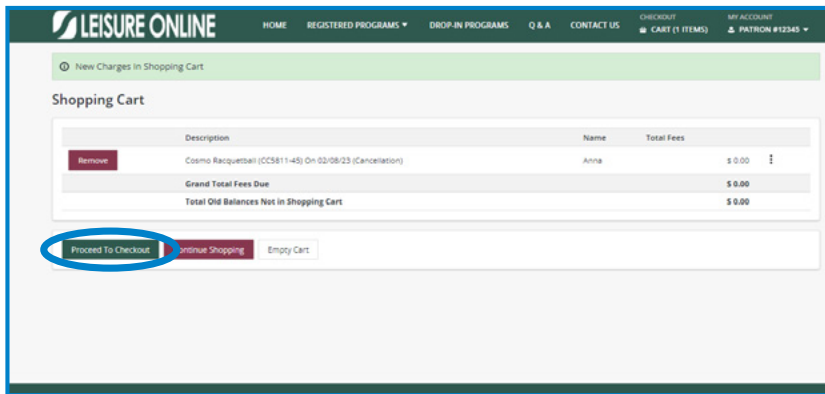 LEISURE ONLINE HOME REGISTERED PROGRAMS DROP-IN PROGRAMS Q & A CONTACT US CHECKOUT CART (1 ITEMS) MY ACCOUNT PATRON #12345
New Charges in Shopping Cart
Shopping Cart
Description Name Total Fees
Remove Cosmo Racquetball (CC5811-45) On 02/08/23 (Cancellation) Anna $ 0.00
Grand Total Fees Due $ 0.00
Total Old Balances Not in Shopping Cart $ 0.00
Proceed To Checkout ontinue Shopping Empty Cart